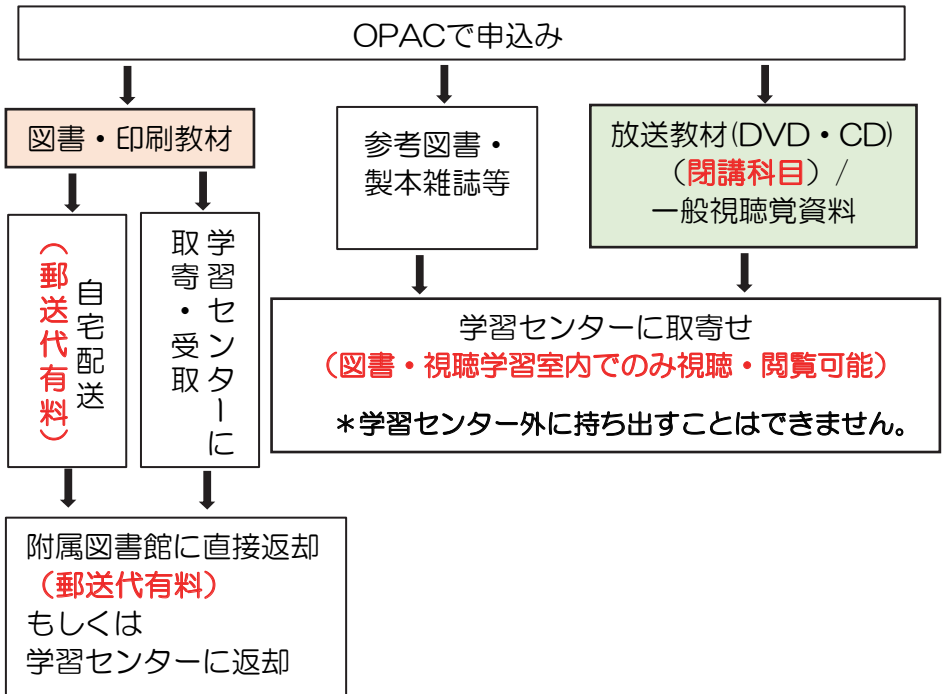 OPACで申込み
図書・印刷教材
参考図書・
製本雑誌等
放送教材(DVD・CD)
（閉講科目）/
一般視聴覚資料
自宅配送
（郵送代有料）
学習センターに
取寄・受取
学習センターに取寄せ
（図書・視聴学習室内でのみ視聴・閲覧可能）
＊学習センター外に持ち出すことはできません。
附属図書館に直接返却
（郵送代有料）
もしくは
学習センターに返却